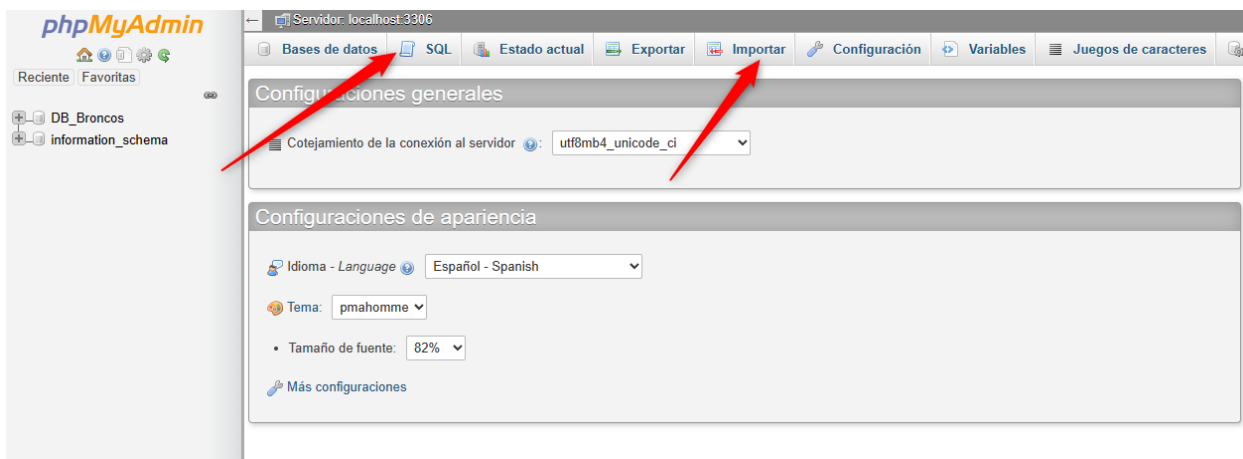 phpMyAdmin
Reciente Favoritas
DB_Broncos
information_schema
Servidor: localhost:3306
Bases de datos SQL Estado actual Exportar Importar Configuración Variables Juegos de caracteres
Configuraciones generales
Cotejamiento de la conexión al servidor : utf8mb4_unicode_ci
Configuraciones de apariencia
Idioma - Language Español - Spanish
Tema: pmahomme
Tamaño de fuente: 82%
Más configuraciones